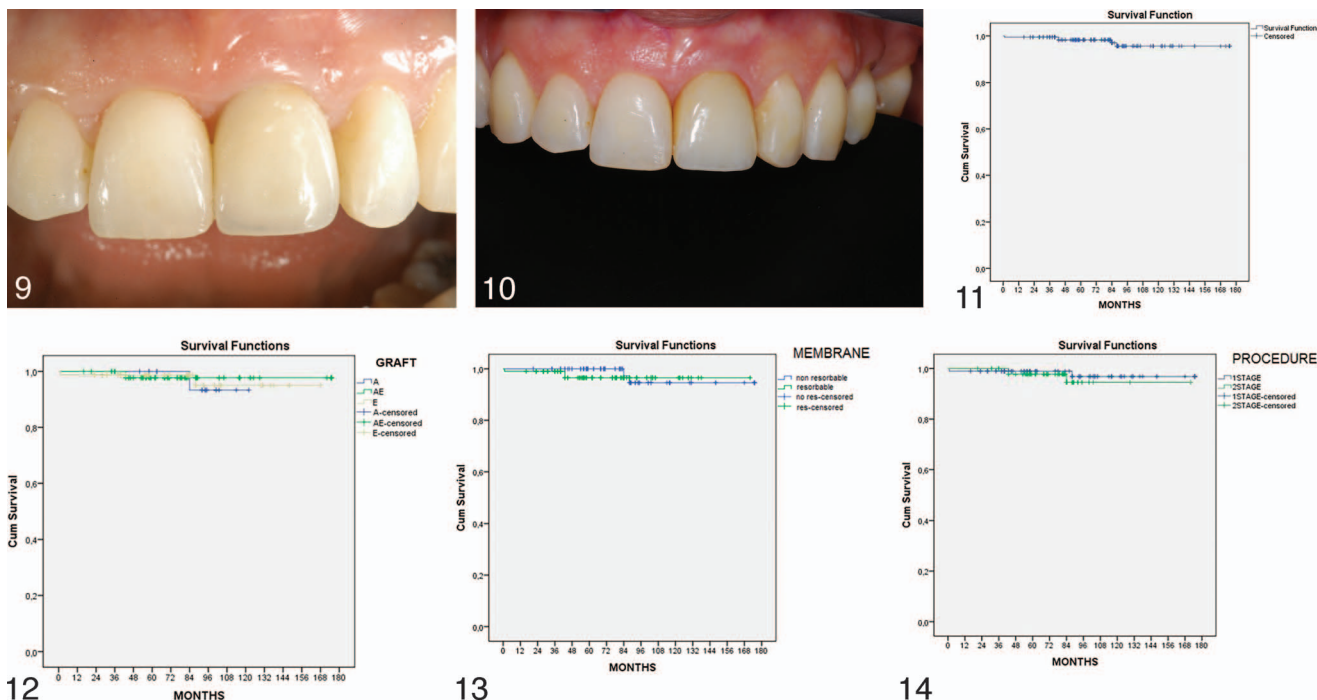 9
10
Survival Function
Survival Function
Censored
1,0
0,8
0,6
0,4
0,2
0,0
Cum Survival
0 12 24 36 48 60 72 84 96 108 120 132 144 156 168 180
MONTHS
11
Survival Functions
GRAFT
A
AE
E
A-censored
AE-censored
E-censored
1,0
0,8
0,6
0,4
0,2
0,0
Cum Survival
0 12 24 36 48 60 72 84 96 108 120 132 144 156 168 180
MONTHS
12
Survival Functions
MEMBRANE
non resorbable
resorbable
no res-censored
res-censored
1,0
0,8
0,6
0,4
0,2
0,0
Cum Survival
0 12 24 36 48 60 72 84 96 108 120 132 144 156 168 180
MONTHS
13
Survival Functions
PROCEDURE
1STAGE
2STAGE
1STAGE-censored
2STAGE-censored
1,0
0,8
0,6
0,4
0,2
0,0
Cum Survival
0 12 24 36 48 60 72 84 96 108 120 132 144 156 168 180
MONTHS
14